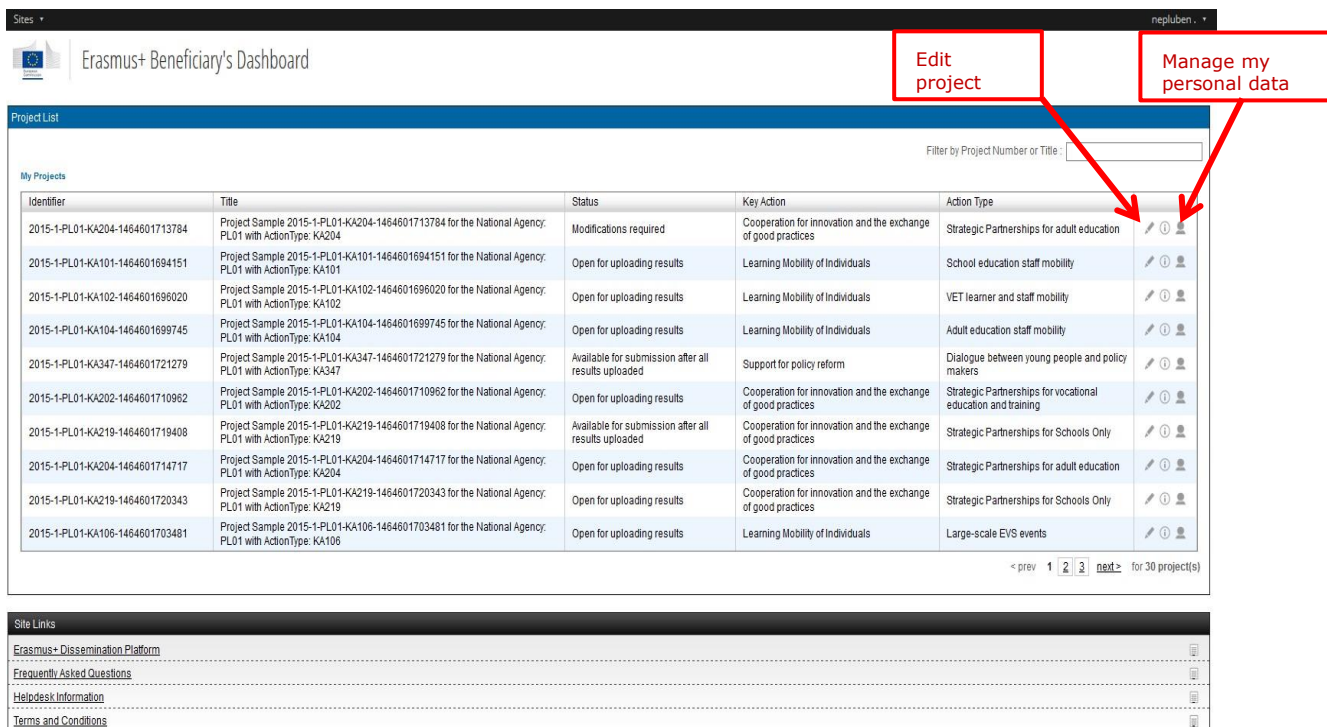 Sites ▾
nepluben . ▾
Erasmus+ Beneficiary's Dashboard
Edit
project
Manage my
personal data
Project List
Filter by Project Number or Title :
My Projects
Identifier Title Status Key Action Action Type
2015-1-PL01-KA204-1464601713784
Project Sample 2015-1-PL01-KA204-1464601713784 for the National Agency:
PL01 with ActionType: KA204
Modifications required
Cooperation for innovation and the exchange
of good practices
Strategic Partnerships for adult education
2015-1-PL01-KA101-1464601694151
Project Sample 2015-1-PL01-KA101-1464601694151 for the National Agency:
PL01 with ActionType: KA101
Open for uploading results
Learning Mobility of Individuals
School education staff mobility
2015-1-PL01-KA102-1464601696020
Project Sample 2015-1-PL01-KA102-1464601696020 for the National Agency:
PL01 with ActionType: KA102
Open for uploading results
Learning Mobility of Individuals
VET learner and staff mobility
2015-1-PL01-KA104-1464601699745
Project Sample 2015-1-PL01-KA104-1464601699745 for the National Agency:
PL01 with ActionType: KA104
Open for uploading results
Learning Mobility of Individuals
Adult education staff mobility
2015-1-PL01-KA347-1464601721279
Project Sample 2015-1-PL01-KA347-1464601721279 for the National Agency:
PL01 with ActionType: KA347
Available for submission after all
results uploaded
Support for policy reform
Dialogue between young people and policy
makers
2015-1-PL01-KA202-1464601710962
Project Sample 2015-1-PL01-KA202-1464601710962 for the National Agency:
PL01 with ActionType: KA202
Open for uploading results
Cooperation for innovation and the exchange
of good practices
Strategic Partnerships for vocational
education and training
2015-1-PL01-KA219-1464601719408
Project Sample 2015-1-PL01-KA219-1464601719408 for the National Agency:
PL01 with ActionType: KA219
Available for submission after all
results uploaded
Cooperation for innovation and the exchange
of good practices
Strategic Partnerships for Schools Only
2015-1-PL01-KA204-1464601714717
Project Sample 2015-1-PL01-KA204-1464601714717 for the National Agency:
PL01 with ActionType: KA204
Open for uploading results
Cooperation for innovation and the exchange
of good practices
Strategic Partnerships for adult education
2015-1-PL01-KA219-1464601720343
Project Sample 2015-1-PL01-KA219-1464601720343 for the National Agency:
PL01 with ActionType: KA219
Open for uploading results
Cooperation for innovation and the exchange
of good practices
Strategic Partnerships for Schools Only
2015-1-PL01-KA106-1464601703481
Project Sample 2015-1-PL01-KA106-1464601703481 for the National Agency:
PL01 with ActionType: KA106
Open for uploading results
Learning Mobility of Individuals
Large-scale EVS events
< prev 1 2 3 next > for 30 project(s)
Site Links
Erasmus+ Dissemination Platform
Frequently Asked Questions
Helpdesk Information
Terms and Conditions